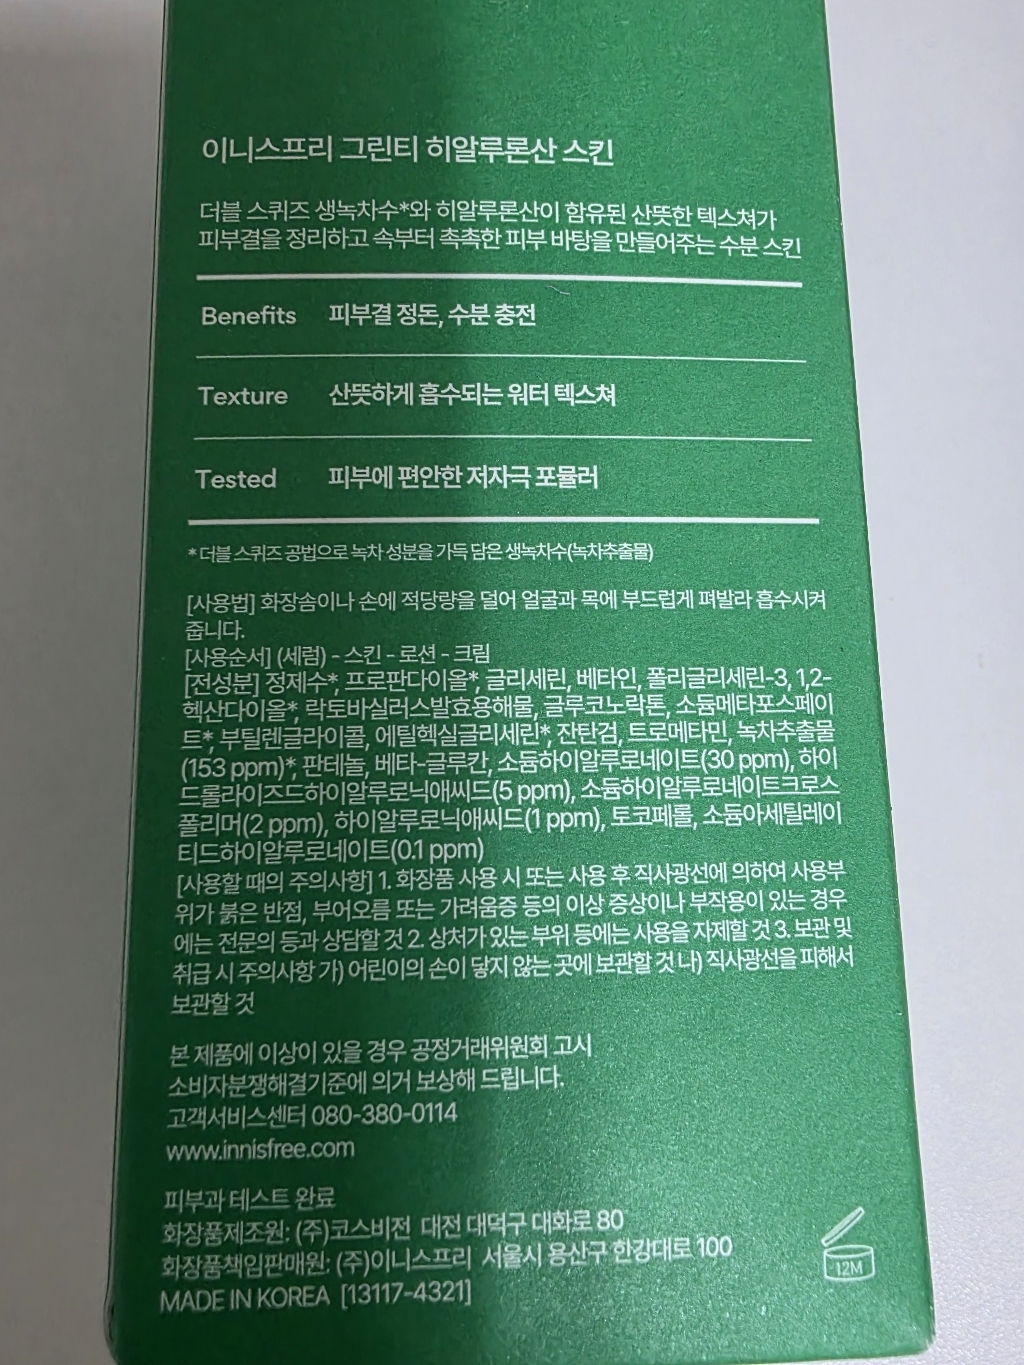 이니스프리 그린티 히알루론산 스킨
더블 스퀴즈 생녹차수*와 히알루론산이 함유된 산뜻한 텍스쳐가
피부결을 정리하고 속부터 촉촉한 피부 바탕을 만들어주는 수분 스킨
Benefits 피부결 정돈, 수분 충전
Texture 산뜻하게 흡수되는 워터 텍스쳐
Tested 피부에 편안한 저자극 포뮬러
*더블 스퀴즈 공법으로 녹차 성분을 가득 담은 생녹차수(녹차추출물)
[사용법] 화장솜이나 손에 적당량을 덜어 얼굴과 목에 부드럽게 펴발라 흡수시켜
줍니다.
[사용순서] (세럼) - 스킨 - 로션 - 크림
[전성분] 정제수*, 프로판다이올*, 글리세린, 베타인, 폴리글리세린-3, 1,2-
헥산다이올*, 락토바실러스발효용해물, 글루코노락톤, 소듐메타포스페이
트*, 부틸렌글라이콜, 에틸헥실글리세린*, 잔탄검, 트로메타민, 녹차추출물
(153 ppm)*, 판테놀, 베타-글루칸, 소듐하이알루로네이트(30 ppm), 하이
드롤라이즈드하이알루로닉애씨드(5 ppm), 소듐하이알루로네이트크로스
폴리머(2 ppm), 하이알루로닉애씨드(1 ppm), 토코페롤, 소듐아세틸레이
티드하이알루로네이트(0.1 ppm)
[사용할 때의 주의사항] 1. 화장품 사용 시 또는 사용 후 직사광선에 의하여 사용부
위가 붉은 반점, 부어오름 또는 가려움증 등의 이상 증상이나 부작용이 있는 경우
에는 전문의 등과 상담할 것 2. 상처가 있는 부위 등에는 사용을 자제할 것 3. 보관 및
취급 시 주의사항 가) 어린이의 손이 닿지 않는 곳에 보관할 것 나) 직사광선을 피해서
보관할 것
본 제품에 이상이 있을 경우 공정거래위원회 고시
소비자분쟁해결기준에 의거 보상해 드립니다.
고객서비스센터 080-380-0114
www.innisfree.com
피부과 테스트 완료
화장품제조원: (주)코스비전 대전 대덕구 대화로 80
화장품책임판매원: (주)이니스프리 서울시 용산구 한강대로 100
MADE IN KOREA [13117-4321]
12M